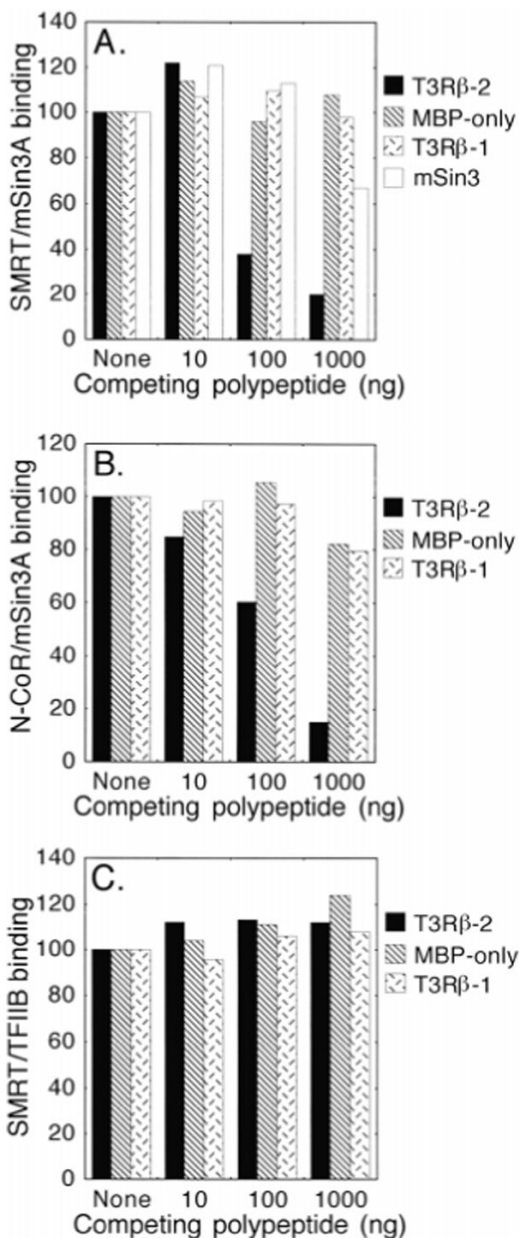 A.
SMRT/mSin3A binding
140
120
100
80
60
40
20
0
None 10 100 1000
Competing polypeptide (ng)
T3Rβ-2
MBP-only
T3Rβ-1
mSin3
B.
N-CoR/mSin3A binding
120
100
80
60
40
20
0
None 10 100 1000
Competing polypeptide (ng)
T3Rβ-2
MBP-only
T3Rβ-1
C.
SMRT/TFIIB binding
140
120
100
80
60
40
20
0
None 10 100 1000
Competing polypeptide (ng)
T3Rβ-2
MBP-only
T3Rβ-1